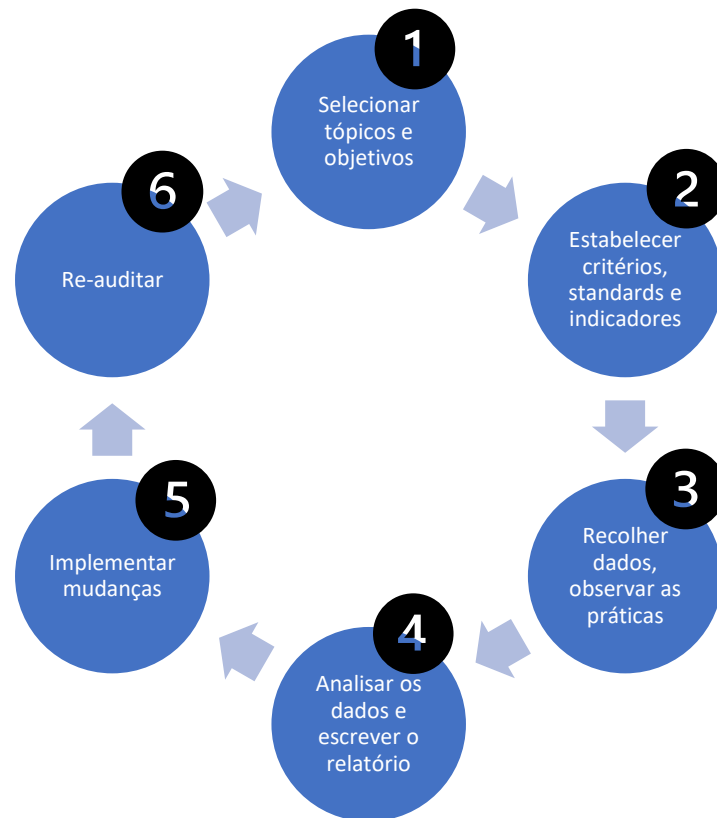 1
Selecionar
tópicos e
objetivos
2
Estabelecer
critérios,
standards e
indicadores
3
Recolher
dados,
observar as
práticas
4
Analisar os
dados e
escrever o
relatório
5
Implementar
mudanças
6
Re-auditar